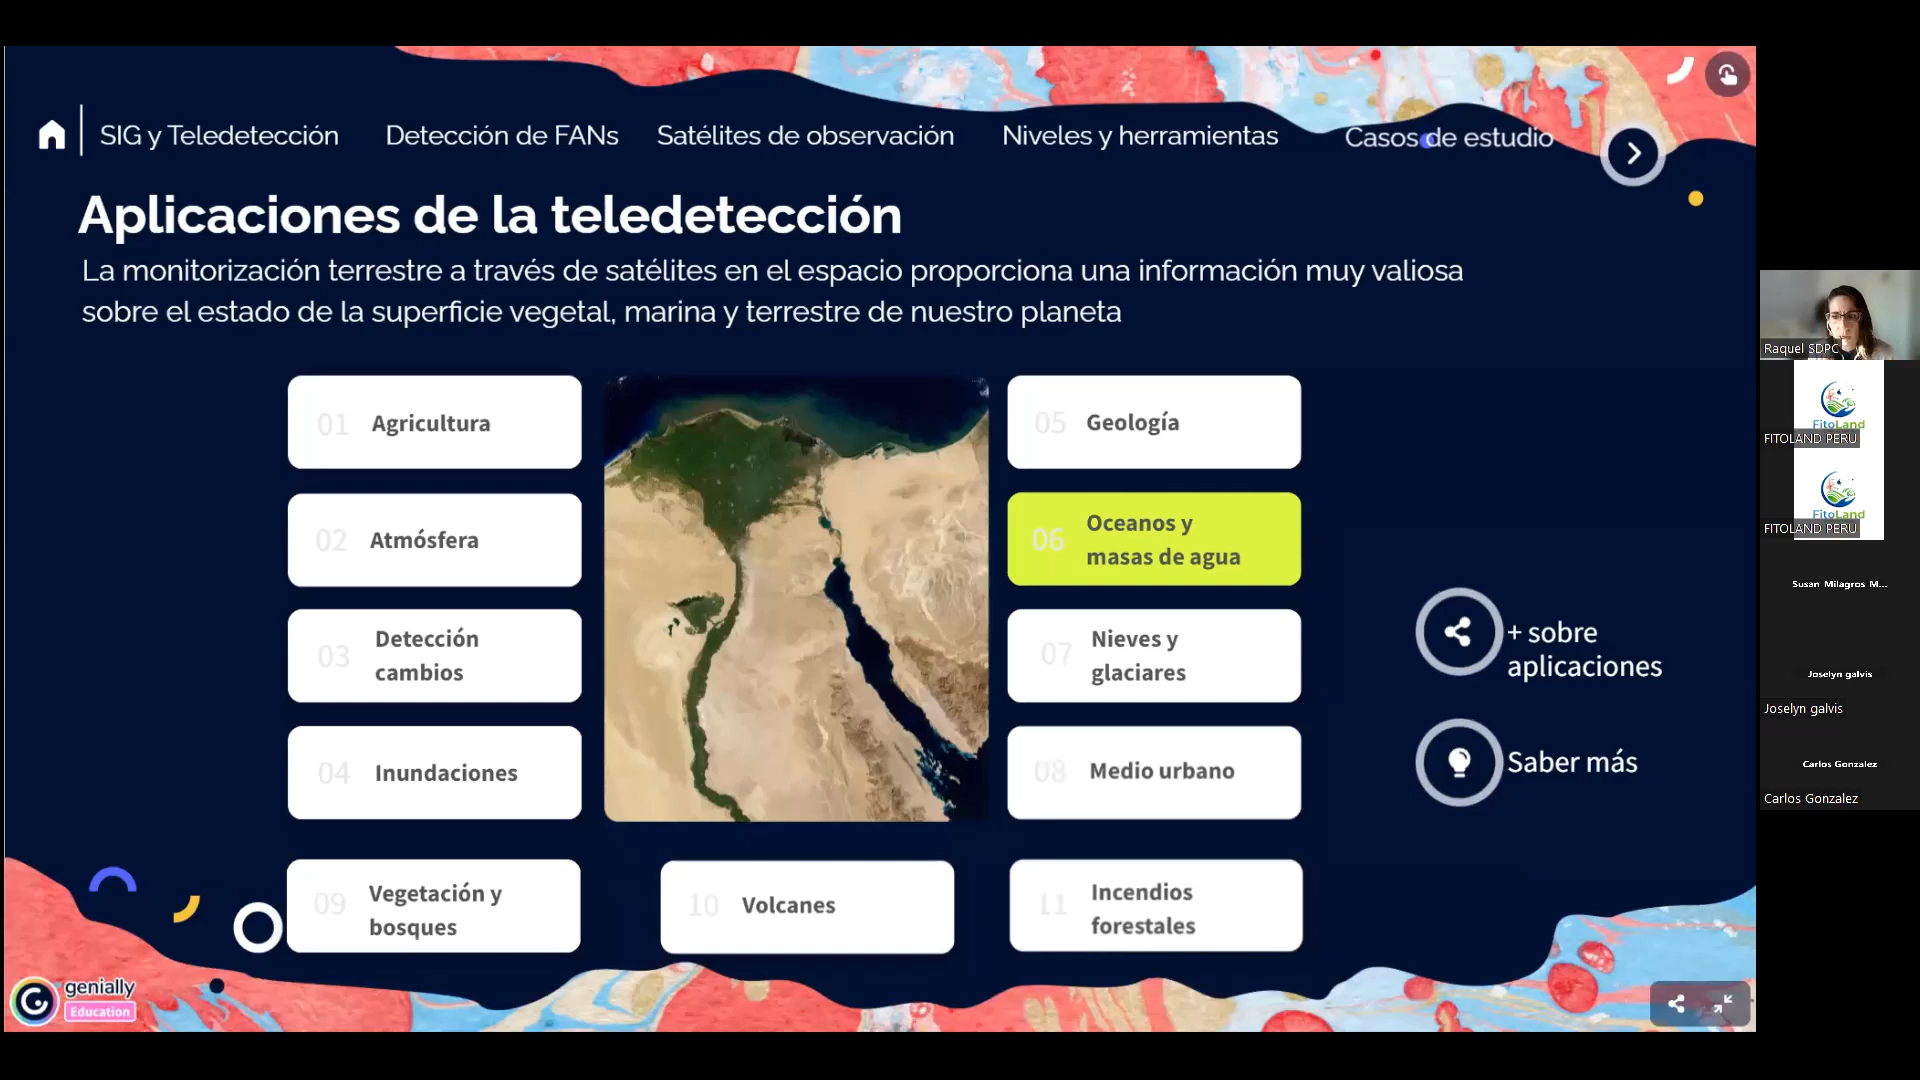 SIG y Teledetección
Detección de FANs
Satélites de observación
Niveles y herramientas
Casos de estudio
Aplicaciones de la teledetección
La monitorización terrestre a través de satélites en el espacio proporciona una información muy valiosa
sobre el estado de la superficie vegetal, marina y terrestre de nuestro planeta
01 Agricultura
02 Atmósfera
03 Detección
cambios
04 Inundaciones
05 Geología
06 Oceanos y
masas de agua
07 Nieves y
glaciares
08 Medio urbano
09 Vegetación y
bosques
10 Volcanes
11 Incendios
forestales
+ sobre
aplicaciones
Saber más
genially
Education
Raquel SDPC
FitoLand
FITOLAND PERU
FitoLand
FITOLAND PERU
Susan Milagros M...
Joselyn galvis
Joselyn galvis
Carlos Gonzalez
Carlos Gonzalez